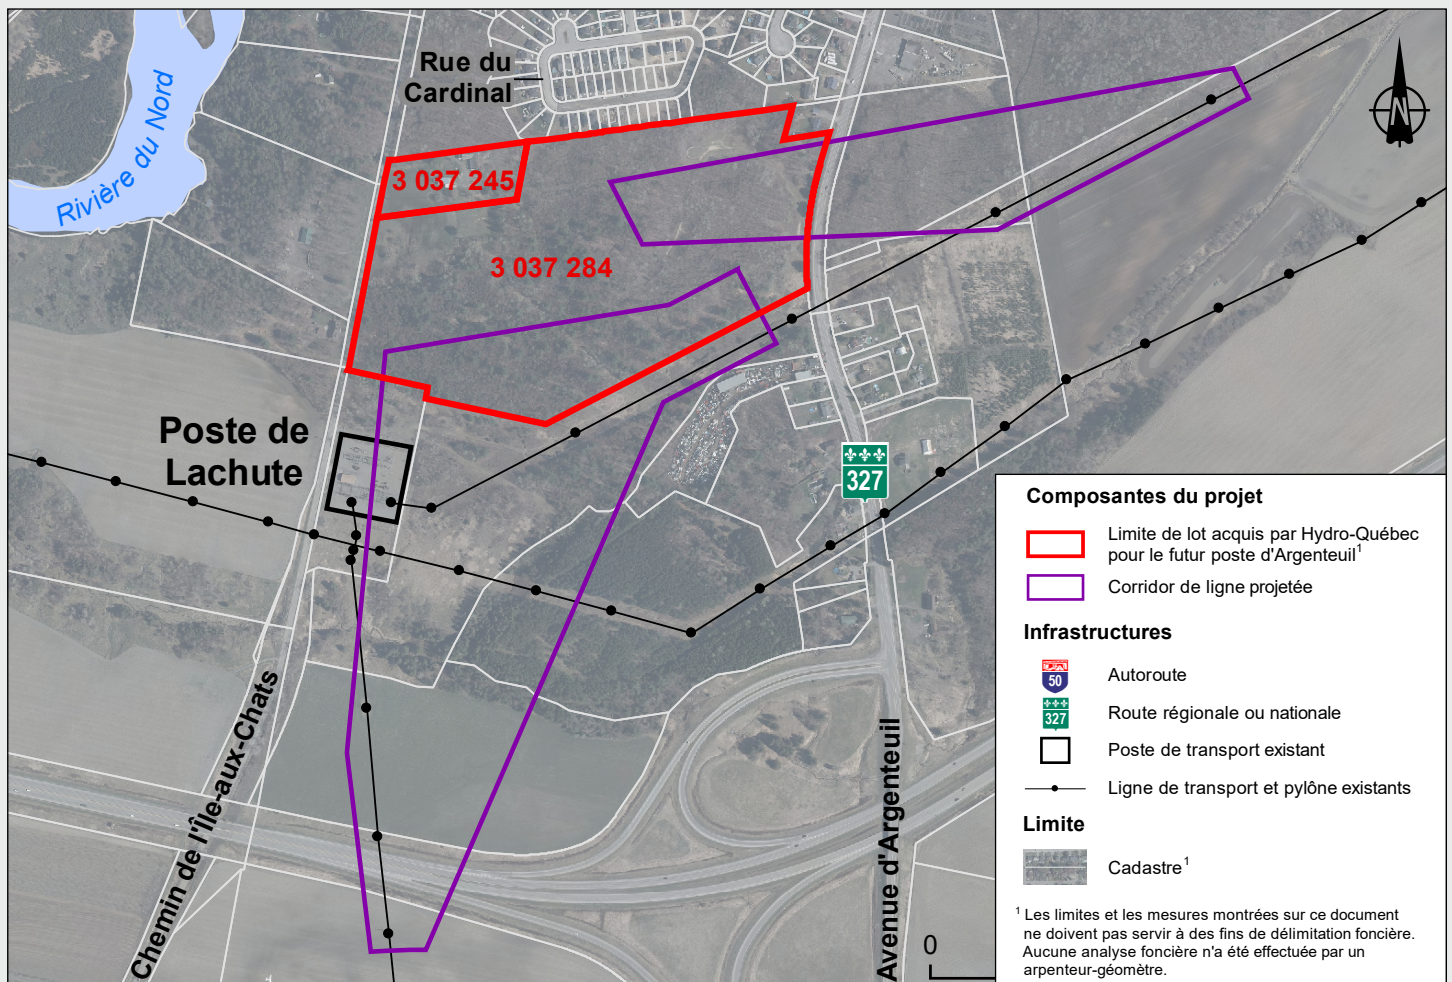 Rue du
Cardinal
Rivière du Nord
N
3 037 245
3 037 284
Poste de
Lachute
327
Chemin de l'Île-aux-Chats
Avenue d'Argenteuil
0
Composantes du projet
Limite de lot acquis par Hydro-Québec
pour le futur poste d'Argenteuil1
Corridor de ligne projetée
Infrastructures
50
Autoroute
327
Route régionale ou nationale
Poste de transport existant
Ligne de transport et pylône existants
Limite
Cadastre1
1 Les limites et les mesures montrées sur ce document
ne doivent pas servir à des fins de délimitation foncière.
Aucune analyse foncière n'a été effectuée par un
arpenteur-géomètre.